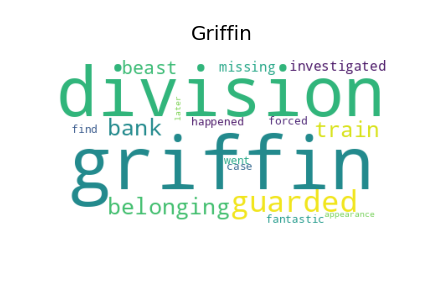 Griffin
beast missing investigated
division
later
find bank happened forced train
griffin
went
case
belonging guarded
fantastic appearance